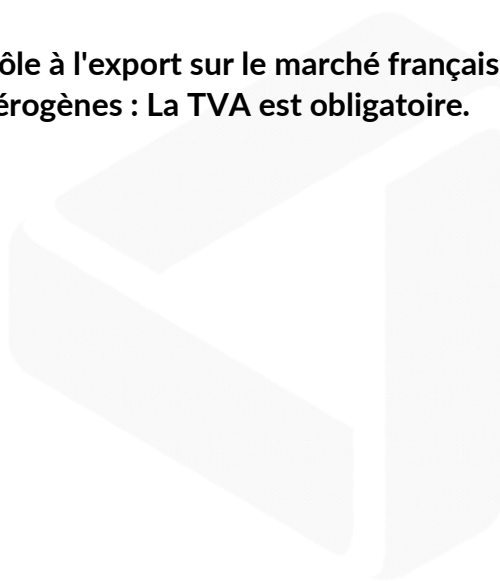 ôle à l'export sur le marché français
érogènes : La TVA est obligatoire.